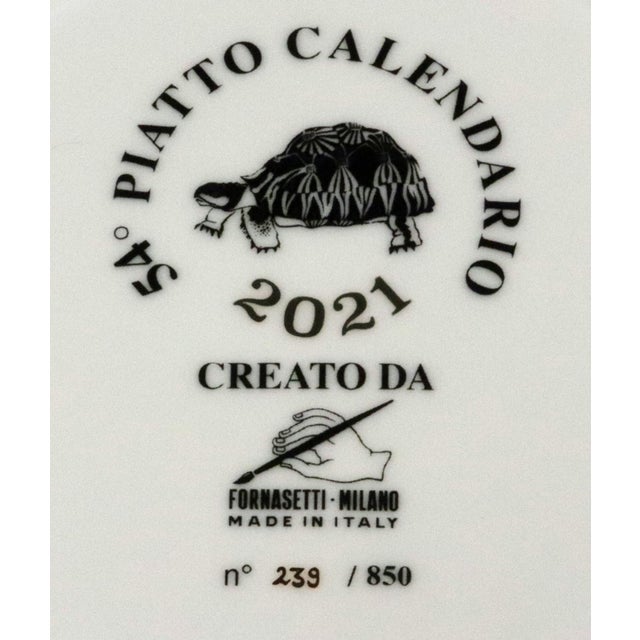 54° PIATTO CALENDARIO
2021
CREATO DA
FORNASETTI · MILANO
MADE IN ITALY
n° 239 / 850